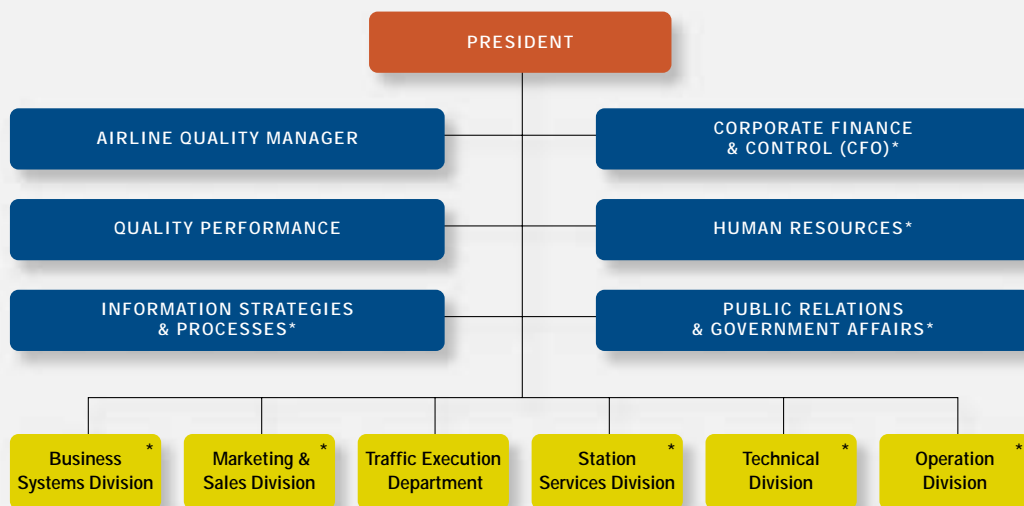 PRESIDENT
AIRLINE QUALITY MANAGER
CORPORATE FINANCE
& CONTROL (CFO)*
QUALITY PERFORMANCE
HUMAN RESOURCES*
INFORMATION STRATEGIES
& PROCESSES*
PUBLIC RELATIONS
& GOVERNMENT AFFAIRS*
Business *
Systems Division
Marketing & *
Sales Division
Traffic Execution
Department
Station *
Services Division
Technical *
Division
Operation *
Division